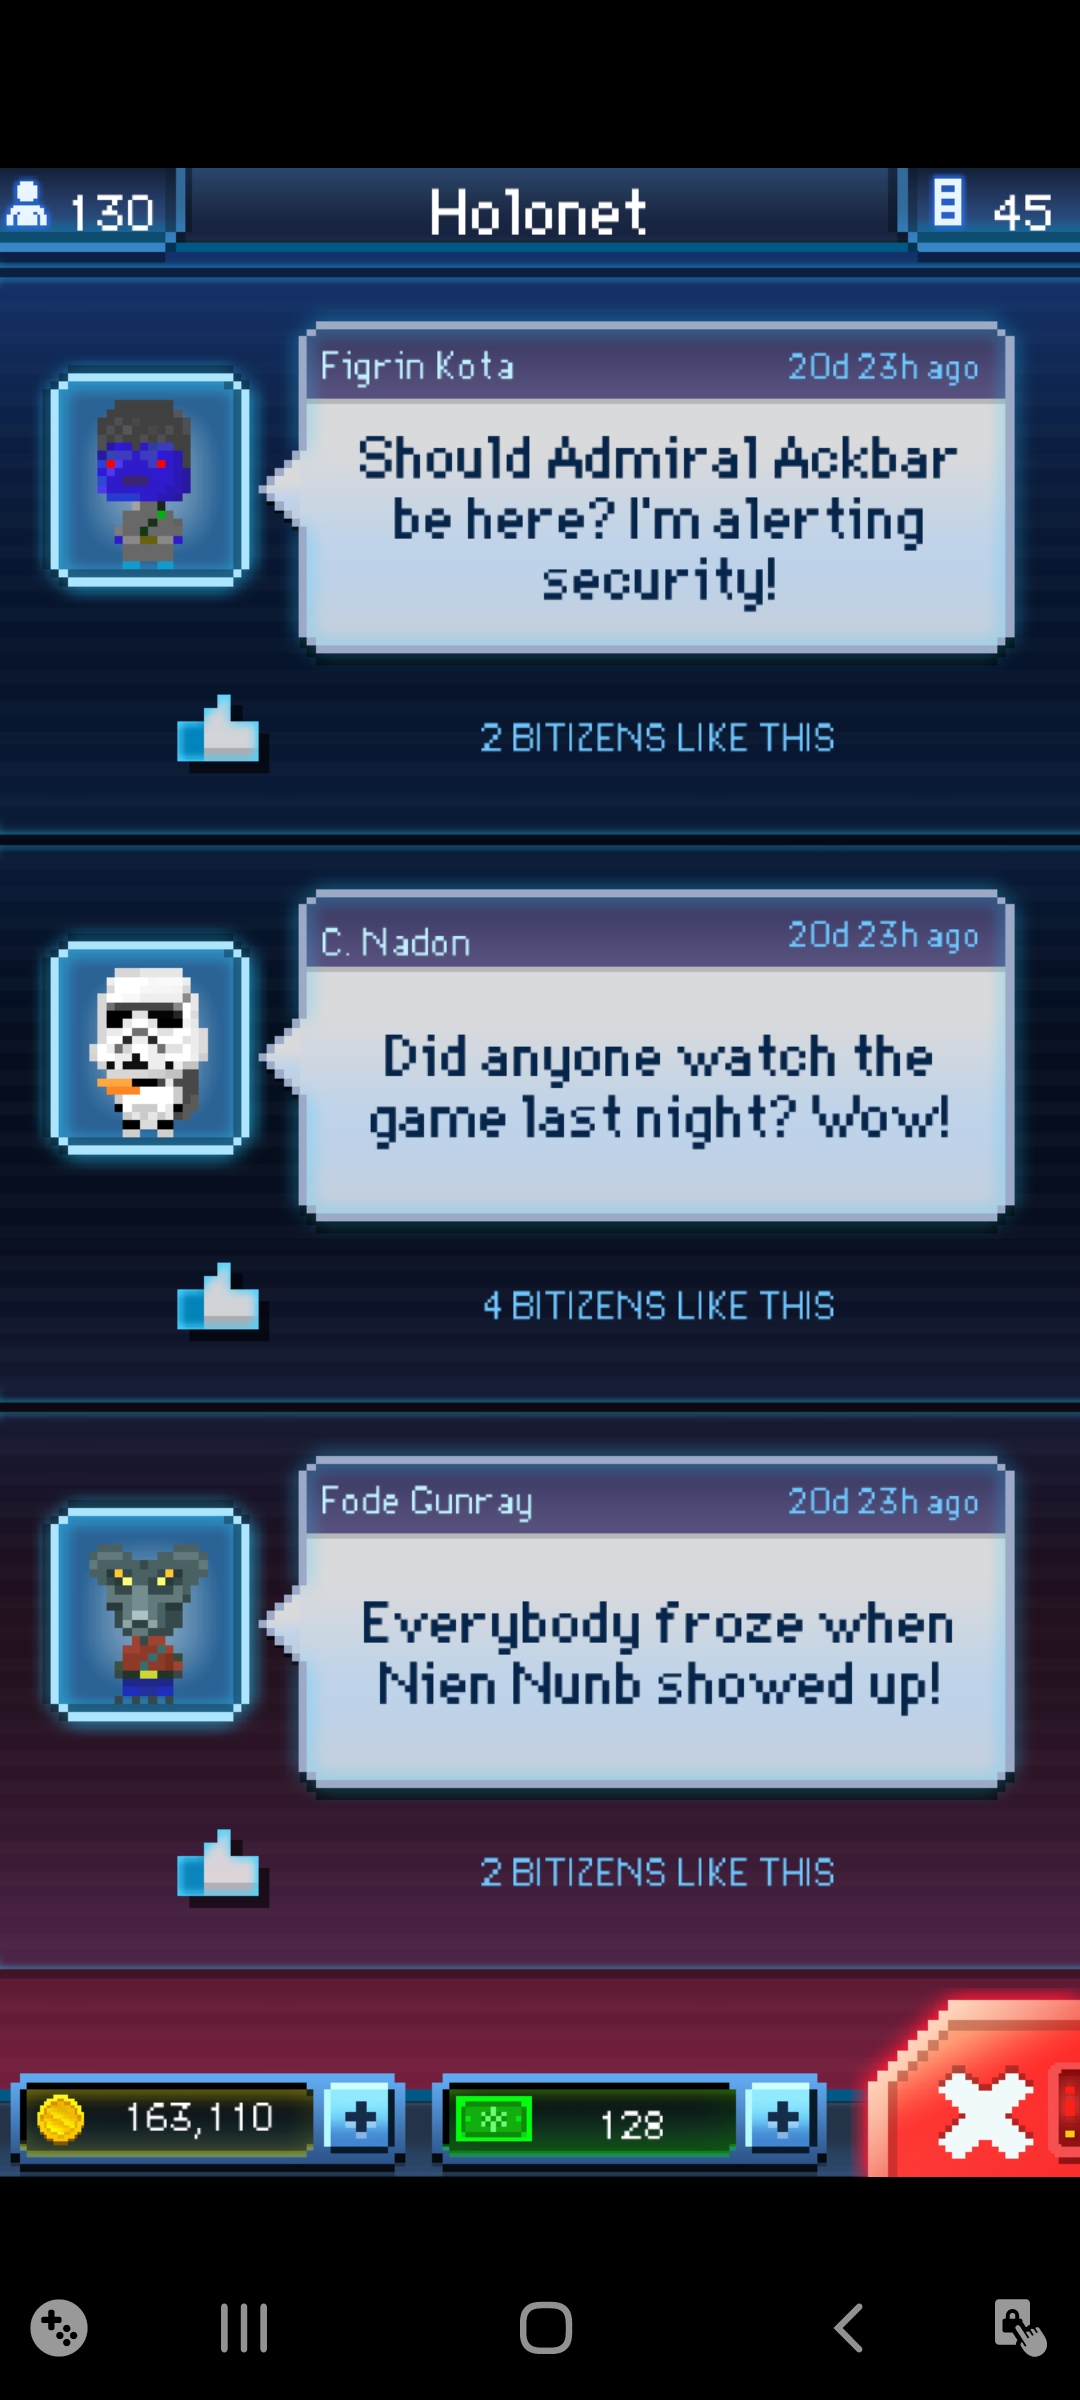 130
Holonet
45
Figrin Kota
20d 23h ago
Should Admiral Ackbar
be here? I'm alerting
security!
2 BITIZENS LIKE THIS
C. Nadon
20d 23h ago
Did anyone watch the
game last night? Wow!
4 BITIZENS LIKE THIS
Fode Gunray
20d 23h ago
Everybody froze when
Nien Nunb showed up!
2 BITIZENS LIKE THIS
163,110
128